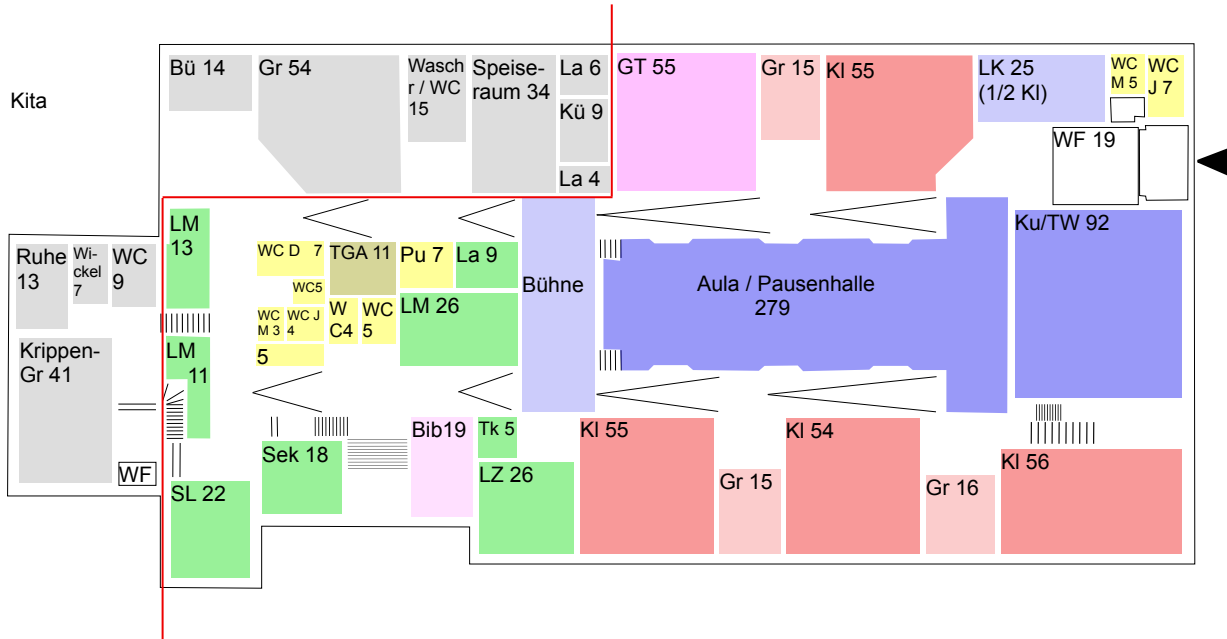 Kita
Bü 14
Gr 54
Wasch
r / WC
15
Speise-
raum 34
La 6
Kü 9
La 4
GT 55
Gr 15
Kl 55
LK 25
(1/2 Kl)
WC
M 5
WC
J 7
WF 19
Ruhe
13
Wi-
ckel
7
WC
9
Krippen-
Gr 41
WF
LM
13
LM
11
WC D 7
WC5
WC
M 3
WC J
4
5
TGA 11
W
C4
WC
5
Pu 7
La 9
LM 26
Bühne
Aula / Pausenhalle
279
Ku/TW 92
SL 22
Sek 18
Bib19
Tk 5
LZ 26
Kl 55
Gr 15
Kl 54
Gr 16
Kl 56